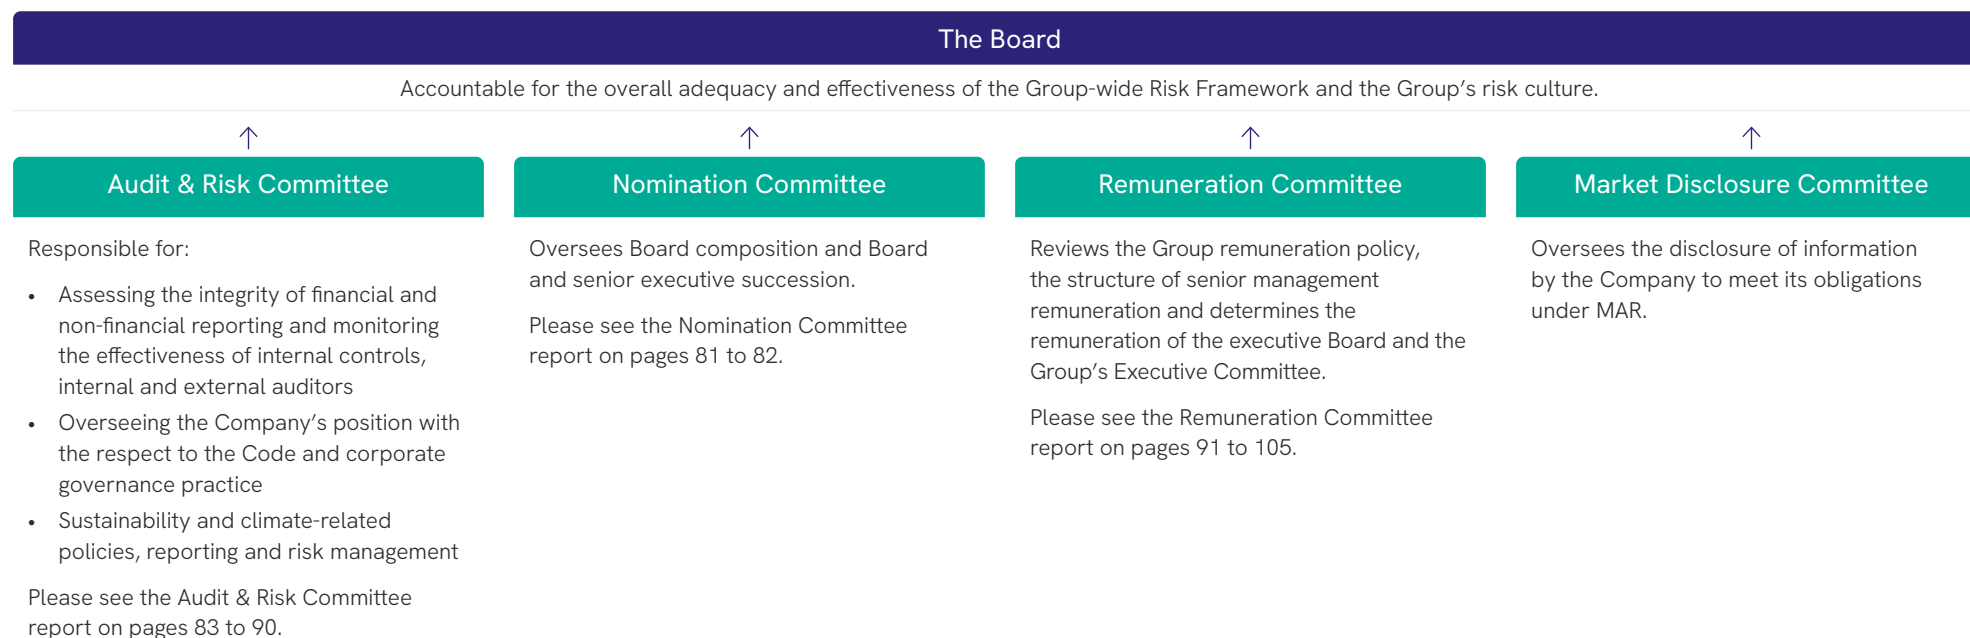 The Board
Accountable for the overall adequacy and effectiveness of the Group-wide Risk Framework and the Group's risk culture.
Audit & Risk Committee
Responsible for:
• Assessing the integrity of financial and
non-financial reporting and monitoring
the effectiveness of internal controls,
internal and external auditors
• Overseeing the Company's position with
the respect to the Code and corporate
governance practice
• Sustainability and climate-related
policies, reporting and risk management
Please see the Audit & Risk Committee
report on pages 83 to 90.
Nomination Committee
Oversees Board composition and Board
and senior executive succession.
Please see the Nomination Committee
report on pages 81 to 82.
Remuneration Committee
Reviews the Group remuneration policy,
the structure of senior management
remuneration and determines the
remuneration of the executive Board and the
Group's Executive Committee.
Please see the Remuneration Committee
report on pages 91 to 105.
Market Disclosure Committee
Oversees the disclosure of information
by the Company to meet its obligations
under MAR.